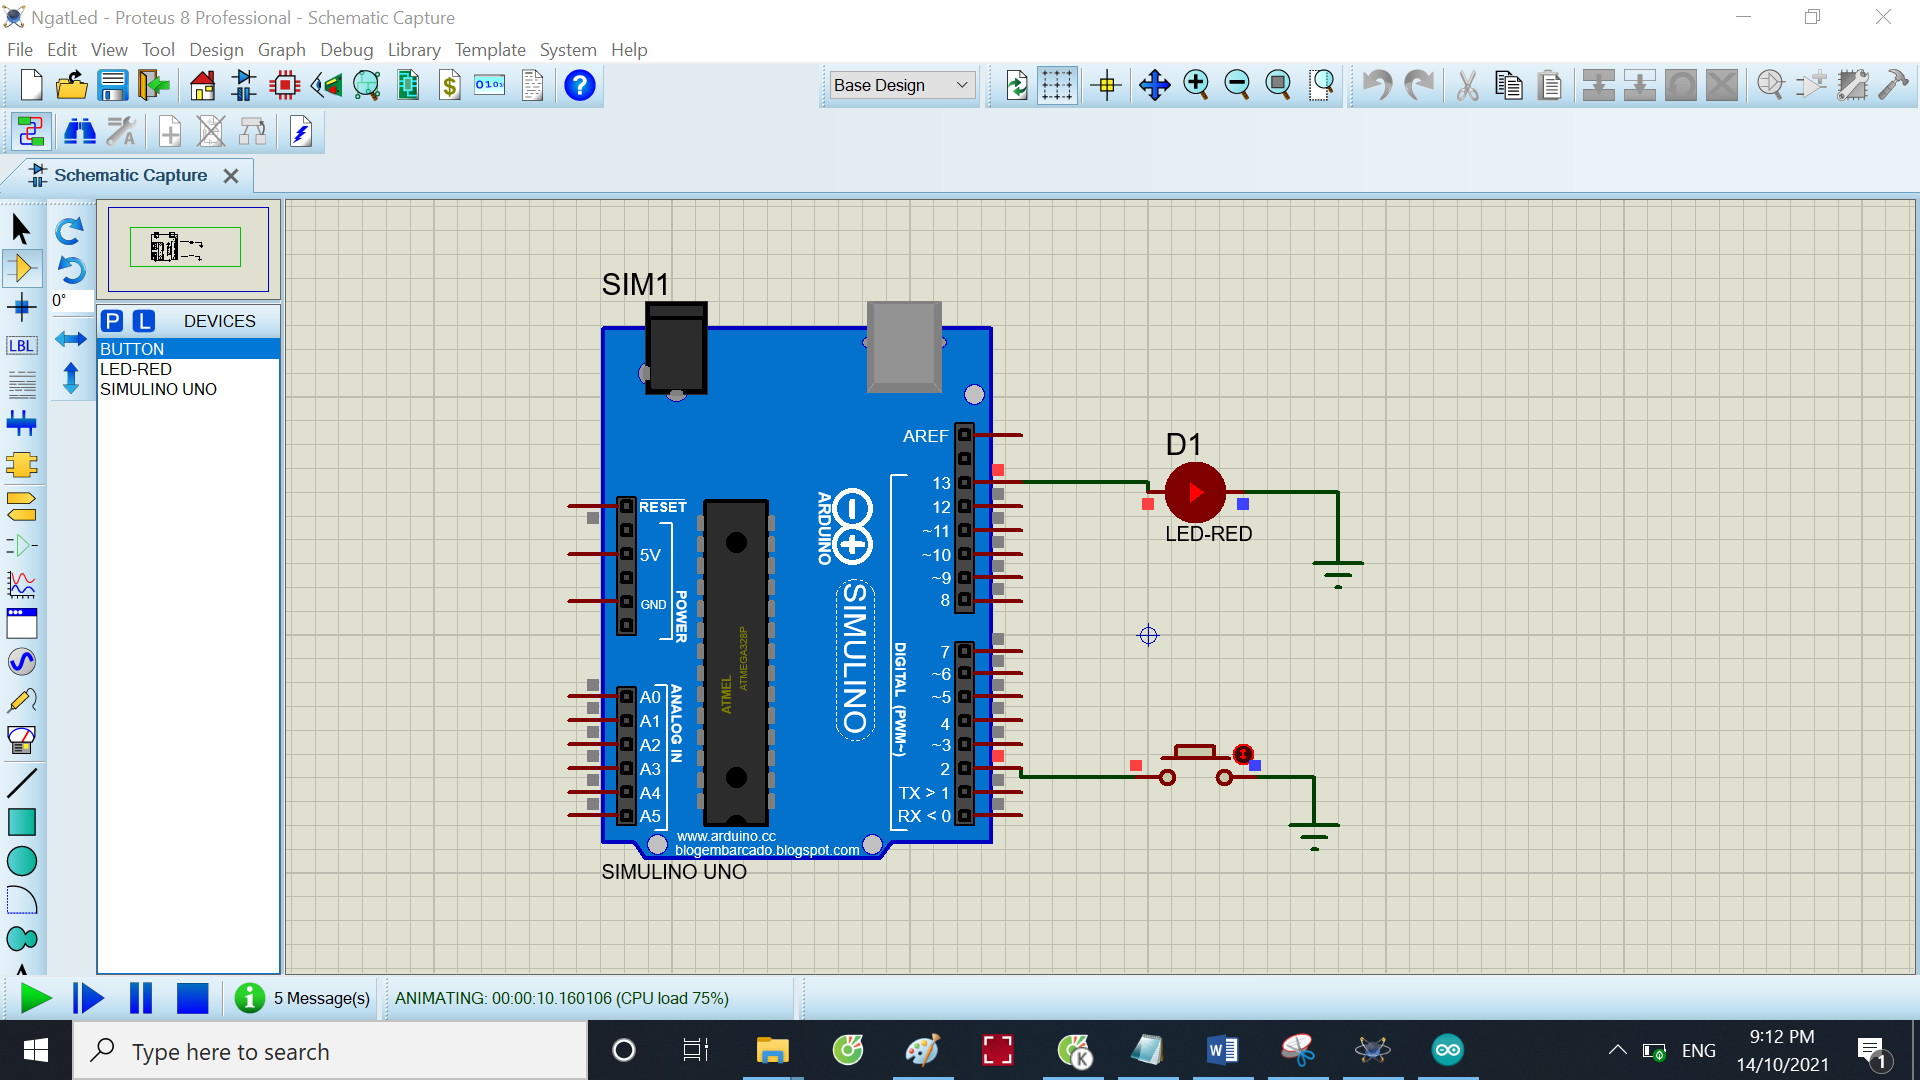 NgatLed - Proteus 8 Professional - Schematic Capture
File Edit View Tool Design Graph Debug Library Template System Help
Base Design
Schematic Capture
0°
P L DEVICES
BUTTON
LED-RED
SIMULINO UNO
LBL
SIM1
AREF
13
12
~11
~10
~9
8
7
~6
~5
4
~3
2
TX > 1
RX < 0
DIGITAL (PWM~)
RESET
5V
GND
POWER
A0
A1
A2
A3
A4
A5
ANALOG IN
ATMEL
ATMEGA328P
ARDUINO
SIMULINO
www.arduino.cc
blogembarcado.blogspot.com
SIMULINO UNO
D1
LED-RED
5 Message(s)
ANIMATING: 00:00:10.160106 (CPU load 75%)
Type here to search
ENG
9:12 PM
14/10/2021
1